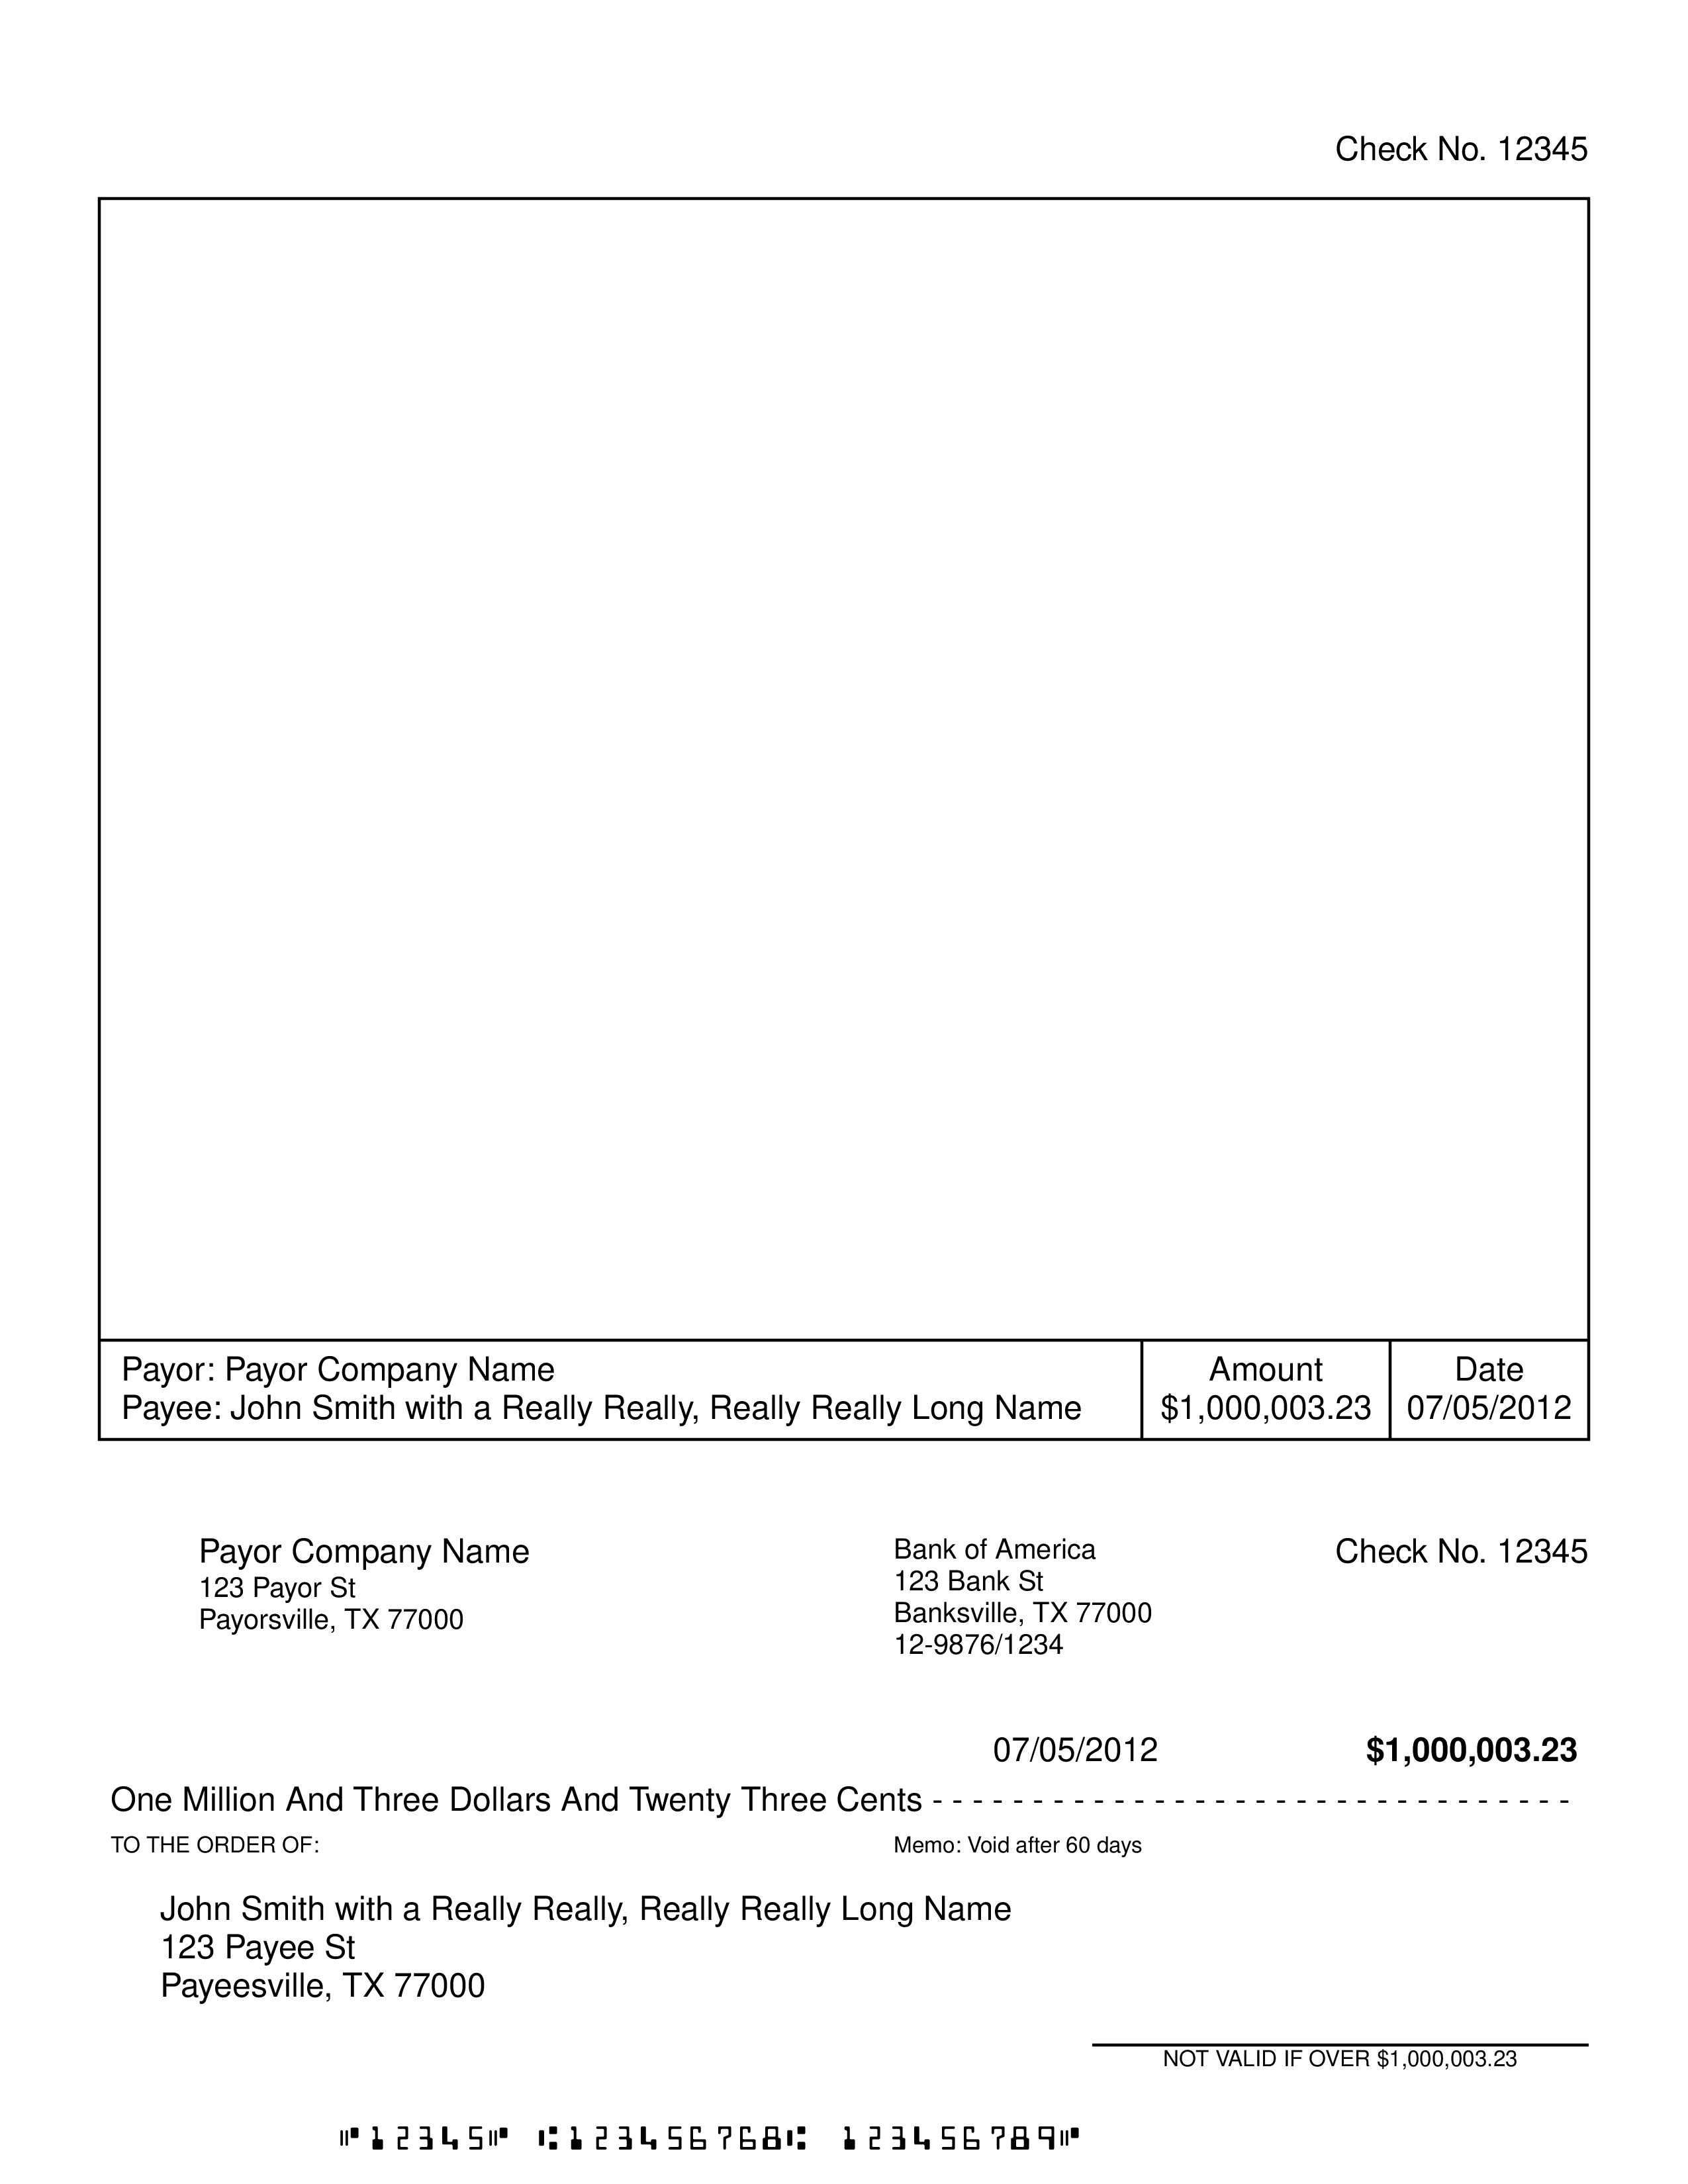 Check No. 12345
Payor: Payor Company Name
Payee: John Smith with a Really Really, Really Really Long Name
Amount
$1,000,003.23
Date
07/05/2012
Payor Company Name
123 Payor St
Payorsville, TX 77000
Bank of America
123 Bank St
Banksville, TX 77000
12-9876/1234
Check No. 12345
07/05/2012
$1,000,003.23
One Million And Three Dollars And Twenty Three Cents - - - - - - - - - - - - - - - - - - - - - - - - - - - - - - - -
TO THE ORDER OF:
Memo: Void after 60 days
John Smith with a Really Really, Really Really Long Name
123 Payee St
Payeesville, TX 77000
NOT VALID IF OVER $1,000,003.23
⑈12345⑈ ⑆123456768⑆ 123456789⑈